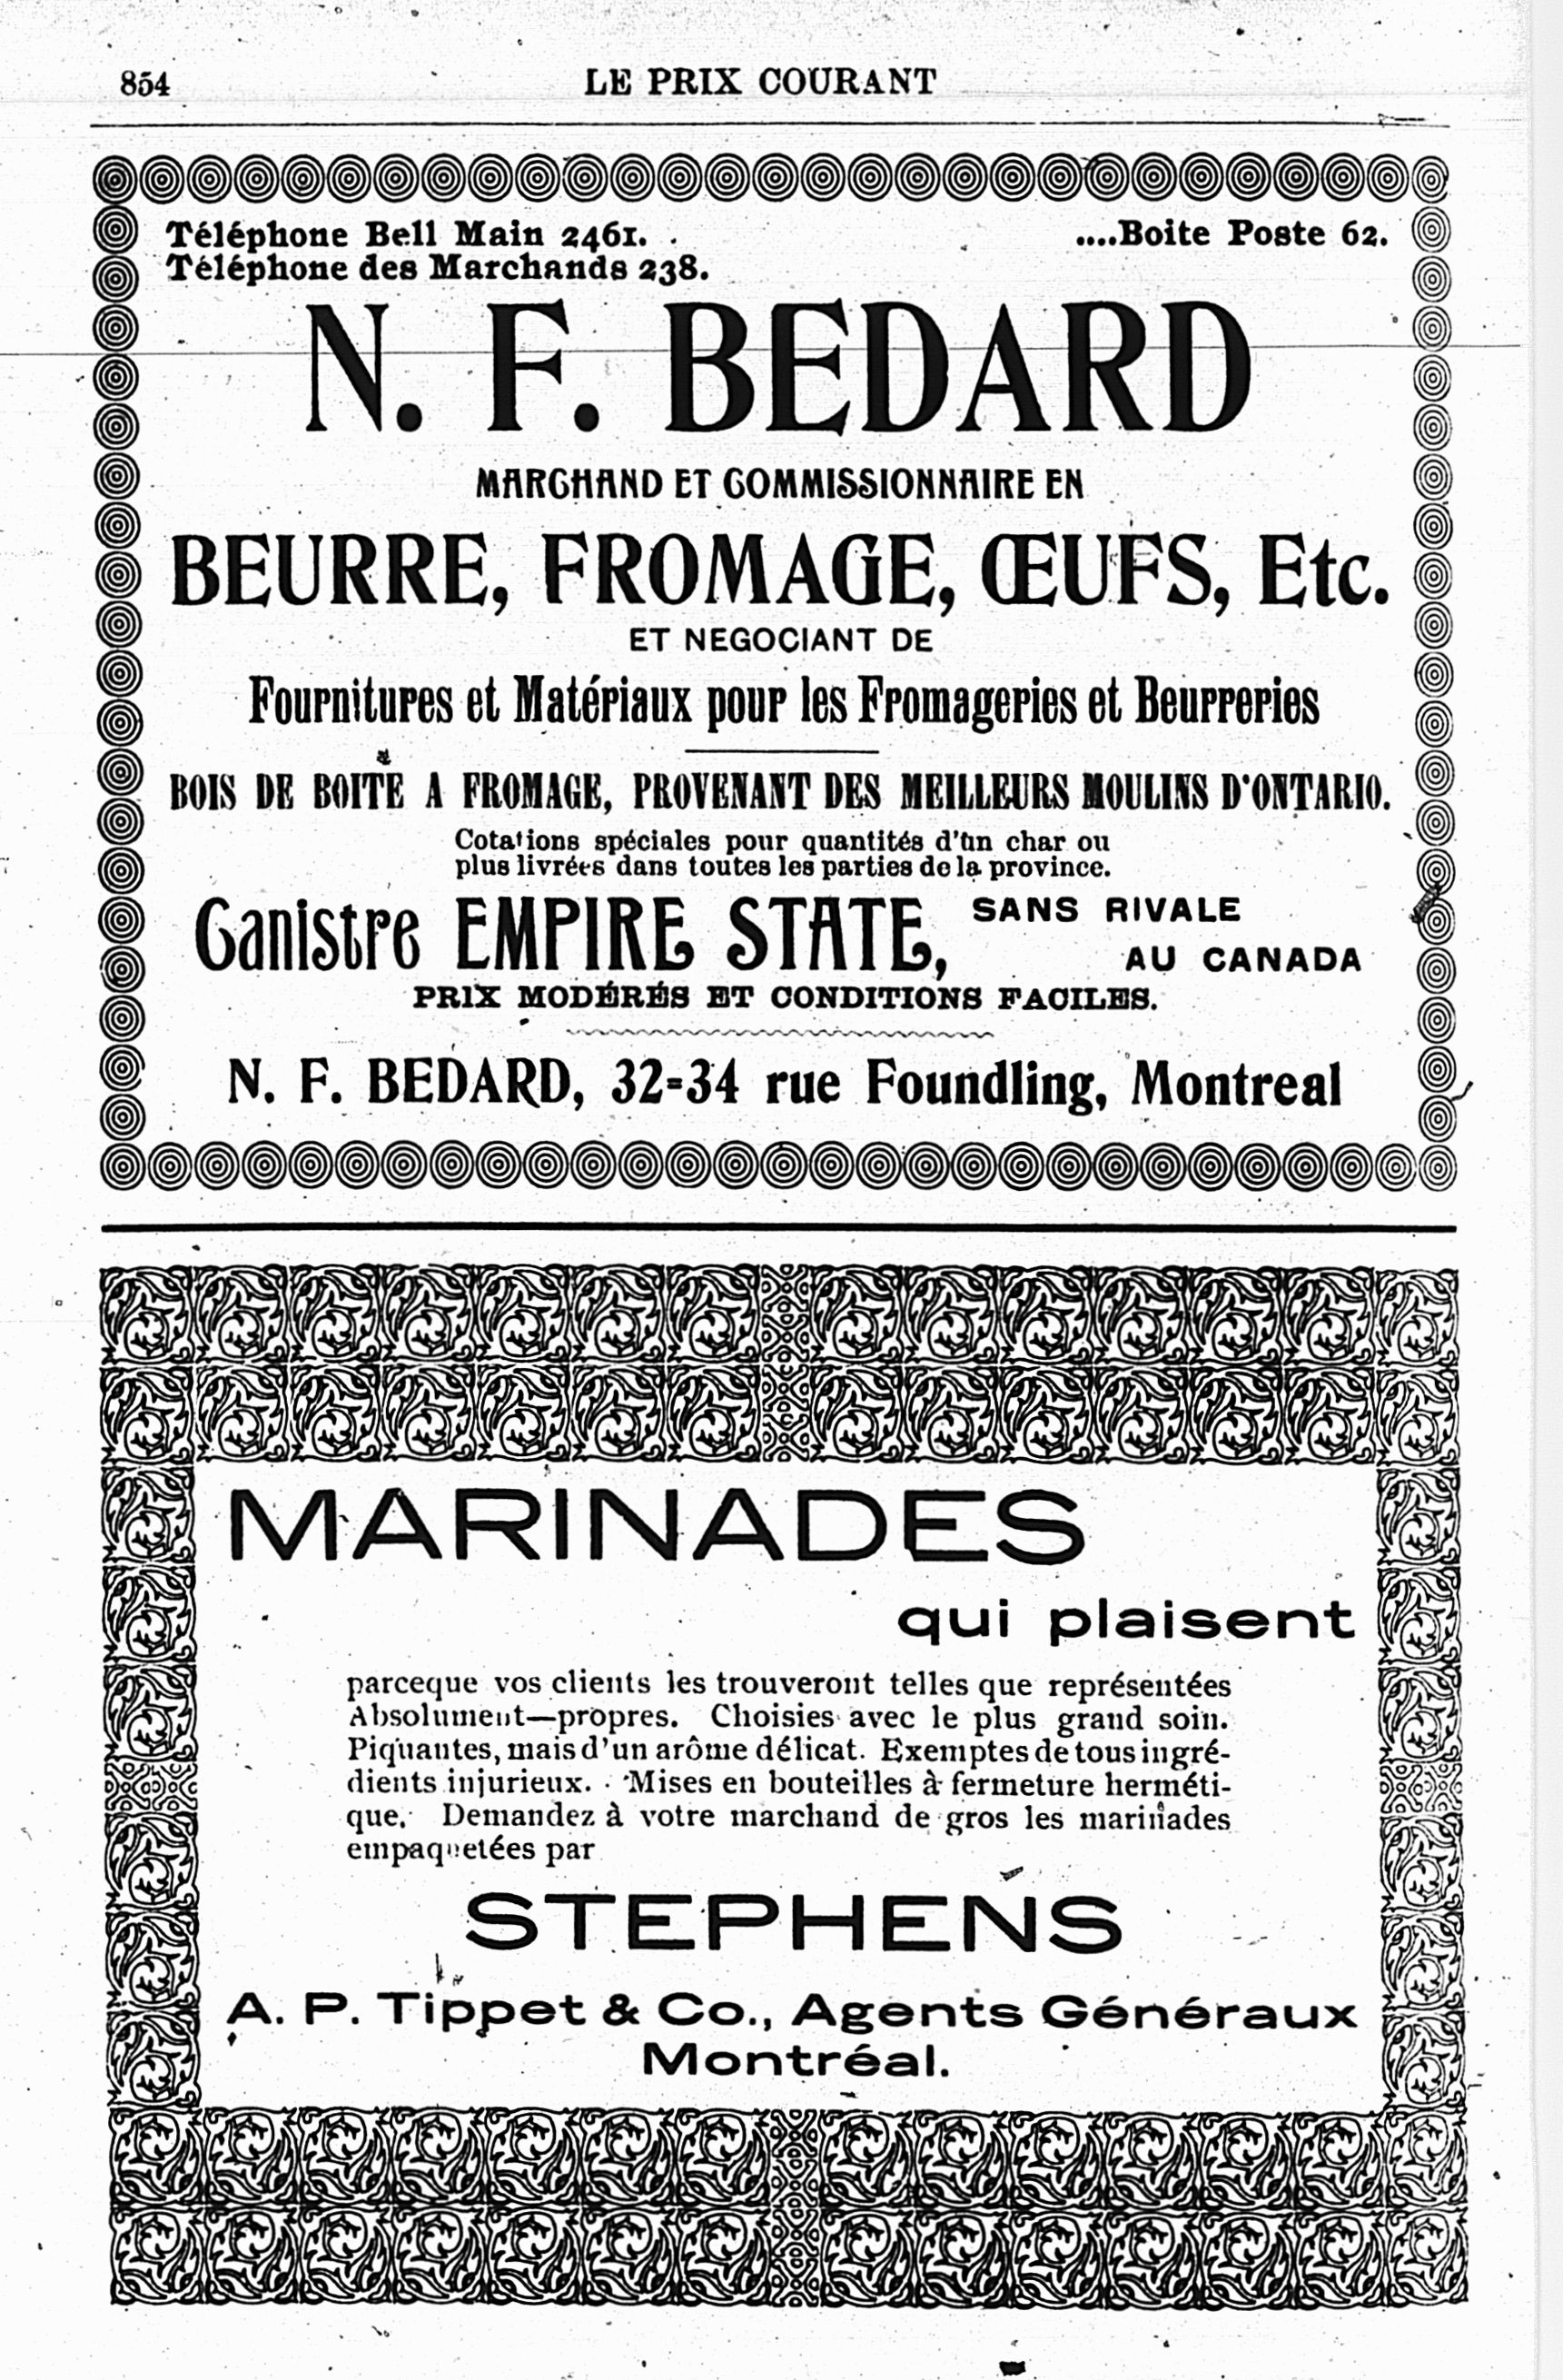 854
LE PRIX COURANT
Téléphone Bell Main 2461.
....Boite Poste 62.
Téléphone des Marchands 238.
N. F. BEDARD
MARCHAND ET COMMISSIONNAIRE EN
BEURRE, FROMAGE, ŒUFS, Etc.
ET NEGOCIANT DE
Fournitures et Matériaux pour les Fromageries et Beurreries
BOIS DE BOITE A FROMAGE, PROVENANT DES MEILLEURS MOULINS D'ONTARIO.
Cotations spéciales pour quantités d'un char ou
plus livrées dans toutes les parties de la province.
Canistre EMPIRE STATE, SANS RIVALE
AU CANADA
PRIX MODÉRÉS ET CONDITIONS FACILES.
N. F. BEDARD, 32=34 rue Foundling, Montreal
MARINADES
qui plaisent
parceque vos clients les trouveront telles que représentées
Absolument—propres. Choisies avec le plus grand soin.
Piquantes, mais d'un arôme délicat. Exemptes de tous ingré-
dients injurieux. Mises en bouteilles à fermeture herméti-
que. Demandez à votre marchand de gros les marinades
empaquetées par
STEPHENS
A. P. Tippet & Co., Agents Généraux
Montréal.